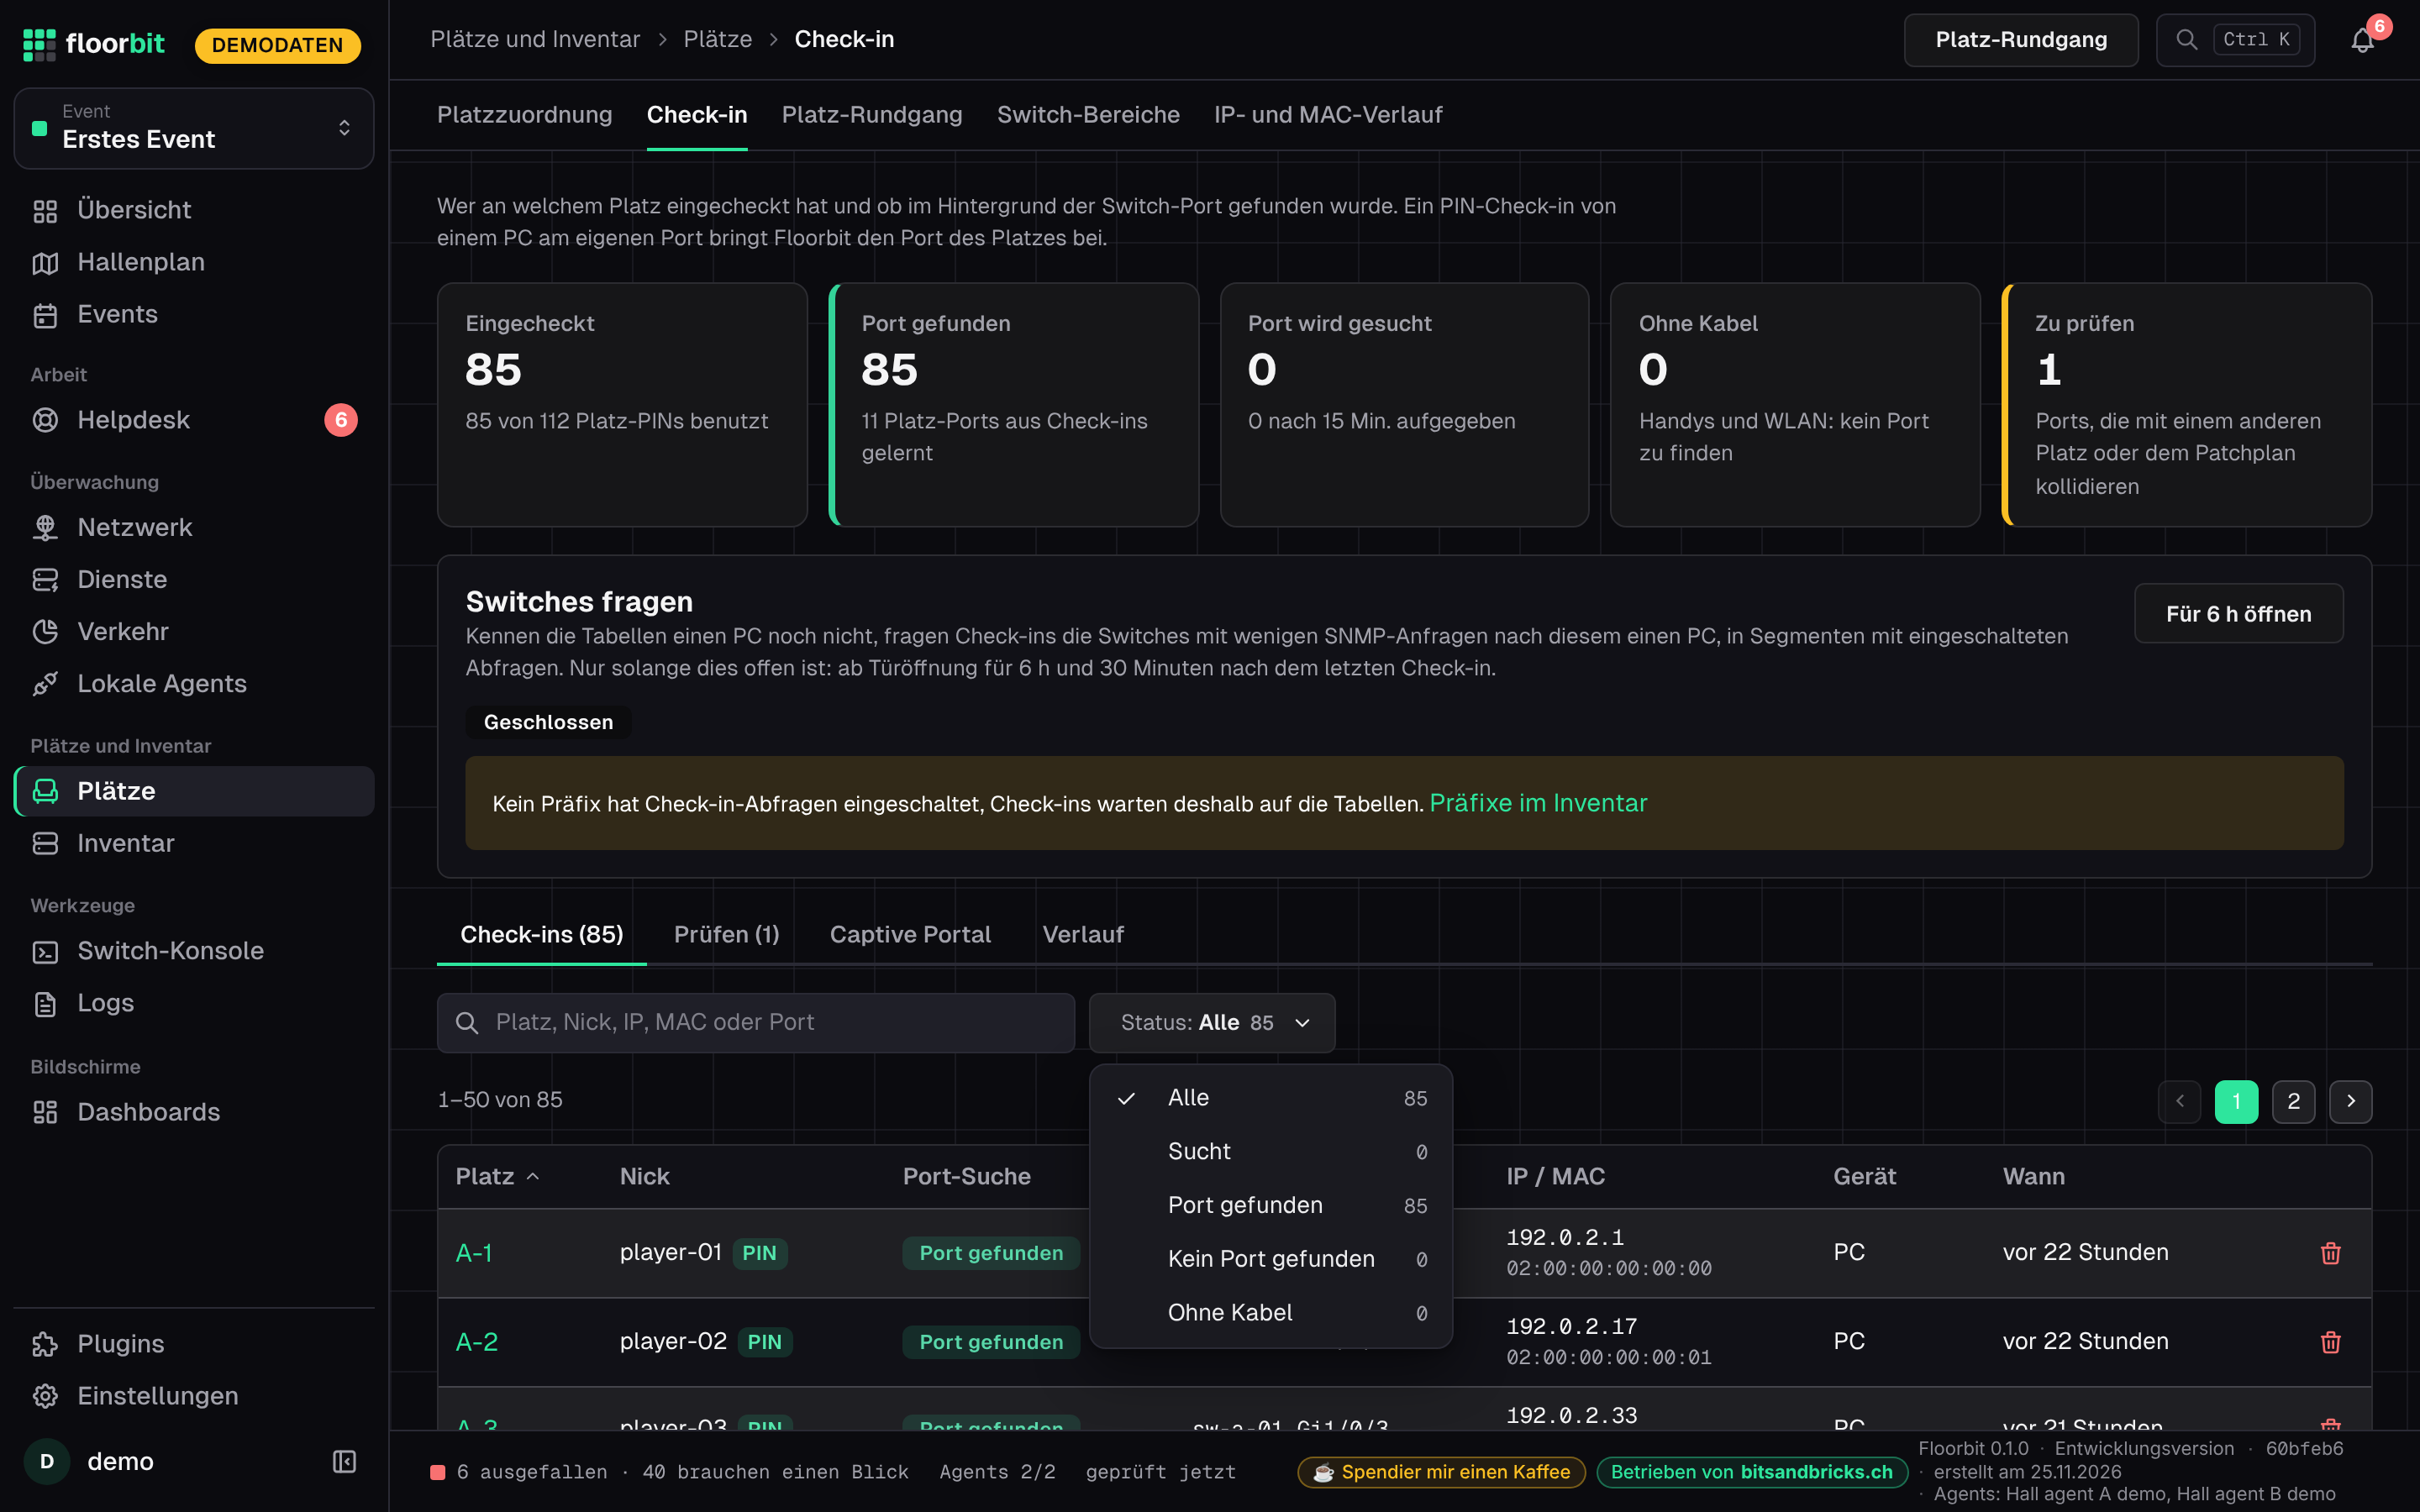 floorbit DEMODATEN
Event
Erstes Event
Übersicht
Hallenplan
Events
Arbeit
Helpdesk 6
Überwachung
Netzwerk
Dienste
Verkehr
Lokale Agents
Plätze und Inventar
Plätze
Inventar
Werkzeuge
Switch-Konsole
Logs
Bildschirme
Dashboards
Plugins
Einstellungen
D demo
Plätze und Inventar > Plätze > Check-in
Platz-Rundgang Ctrl K 6
Platzzuordnung Check-in Platz-Rundgang Switch-Bereiche IP- und MAC-Verlauf
Wer an welchem Platz eingecheckt hat und ob im Hintergrund der Switch-Port gefunden wurde. Ein PIN-Check-in von
einem PC am eigenen Port bringt Floorbit den Port des Platzes bei.
Eingecheckt
85
85 von 112 Platz-PINs benutzt
Port gefunden
85
11 Platz-Ports aus Check-ins
gelernt
Port wird gesucht
0
0 nach 15 Min. aufgegeben
Ohne Kabel
0
Handys und WLAN: kein Port
zu finden
Zu prüfen
1
Ports, die mit einem anderen
Platz oder dem Patchplan
kollidieren
Switches fragen
Für 6 h öffnen
Kennen die Tabellen einen PC noch nicht, fragen Check-ins die Switches mit wenigen SNMP-Anfragen nach diesem einen PC, in Segmenten mit eingeschalteten
Abfragen. Nur solange dies offen ist: ab Türöffnung für 6 h und 30 Minuten nach dem letzten Check-in.
Geschlossen
Kein Präfix hat Check-in-Abfragen eingeschaltet, Check-ins warten deshalb auf die Tabellen. Präfixe im Inventar
Check-ins (85) Prüfen (1) Captive Portal Verlauf
Platz, Nick, IP, MAC oder Port
Status: Alle 85
Alle 85
Sucht 0
Port gefunden 85
Kein Port gefunden 0
Ohne Kabel 0
1–50 von 85
1 2
Platz Nick Port-Suche IP / MAC Gerät Wann
A-1 player-01 PIN Port gefunden 192.0.2.1 PC vor 22 Stunden
02:00:00:00:00:00
A-2 player-02 PIN Port gefunden 192.0.2.17 PC vor 22 Stunden
02:00:00:00:00:01
A-3 player-03 PIN Port gefunden sw-a-01 Gi1/0/3 192.0.2.33 PC vor 21 Stunden
6 ausgefallen · 40 brauchen einen Blick Agents 2/2 geprüft jetzt
☕ Spendier mir einen Kaffee
Betrieben von bitsandbricks.ch
Floorbit 0.1.0 · Entwicklungsversion · 60bfeb6
· erstellt am 25.11.2026
· Agents: Hall agent A demo, Hall agent B demo